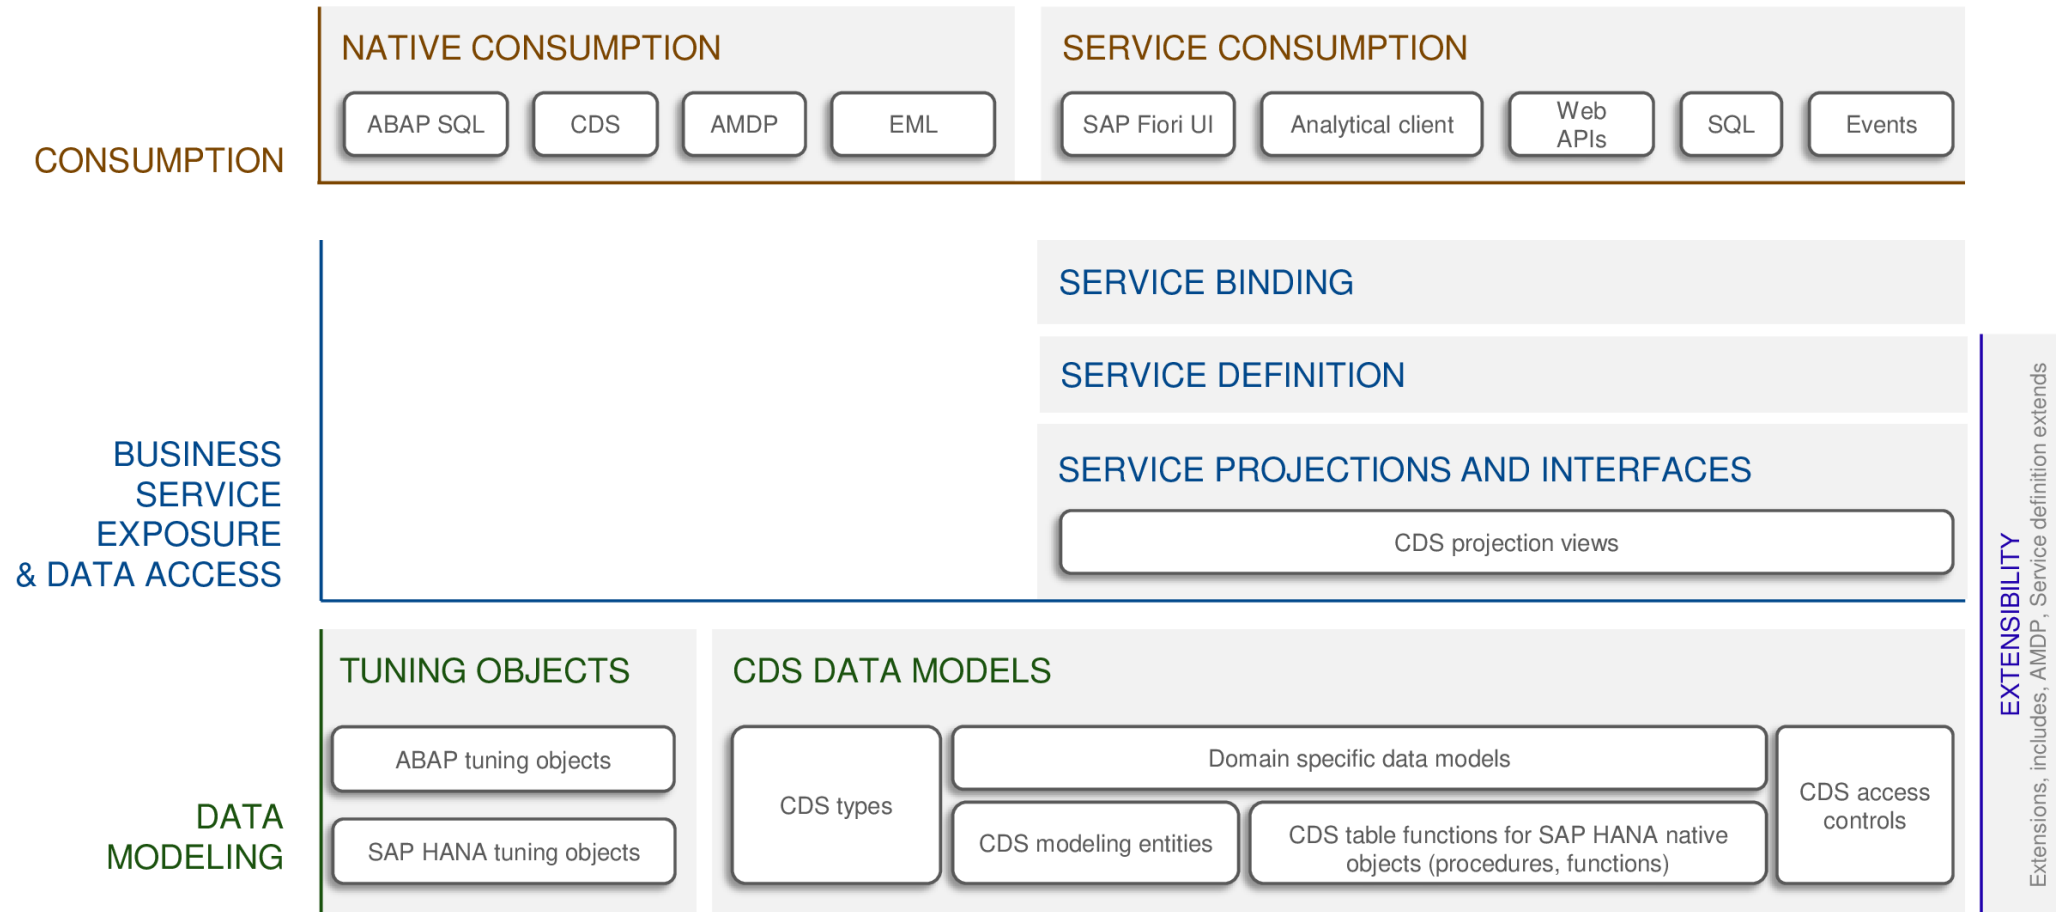 NATIVE CONSUMPTION
SERVICE CONSUMPTION
ABAP SQL
CDS
AMDP
EML
SAP Fiori UI
Analytical client
Web
APIs
SQL
Events
CONSUMPTION
SERVICE BINDING
SERVICE DEFINITION
BUSINESS
SERVICE
EXPOSURE
& DATA ACCESS
SERVICE PROJECTIONS AND INTERFACES
CDS projection views
TUNING OBJECTS
CDS DATA MODELS
ABAP tuning objects
SAP HANA tuning objects
CDS types
Domain specific data models
CDS modeling entities
CDS table functions for SAP HANA native
objects (procedures, functions)
CDS access
controls
DATA
MODELING
EXTENSIBILITY
Extensions, includes, AMDP, Service definition extends